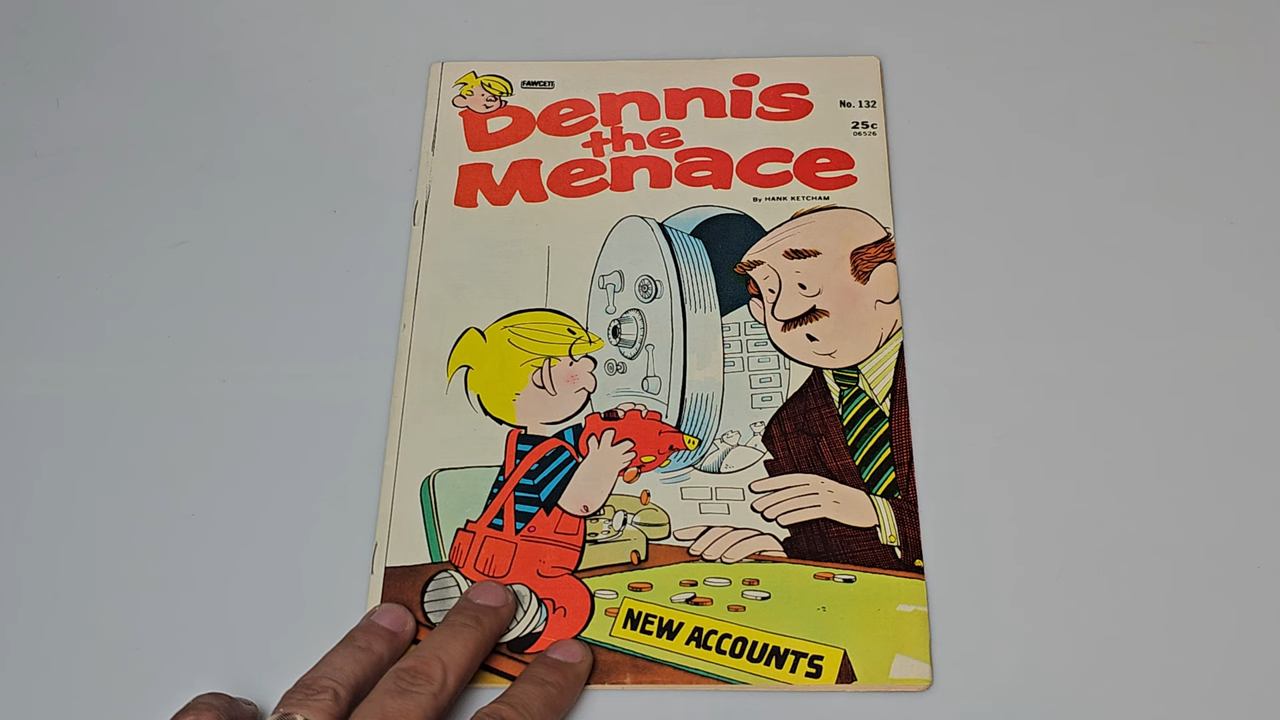 FAWCETT
Dennis
the
Menace
No. 132
25c
06526
By HANK KETCHAM
NEW ACCOUNTS